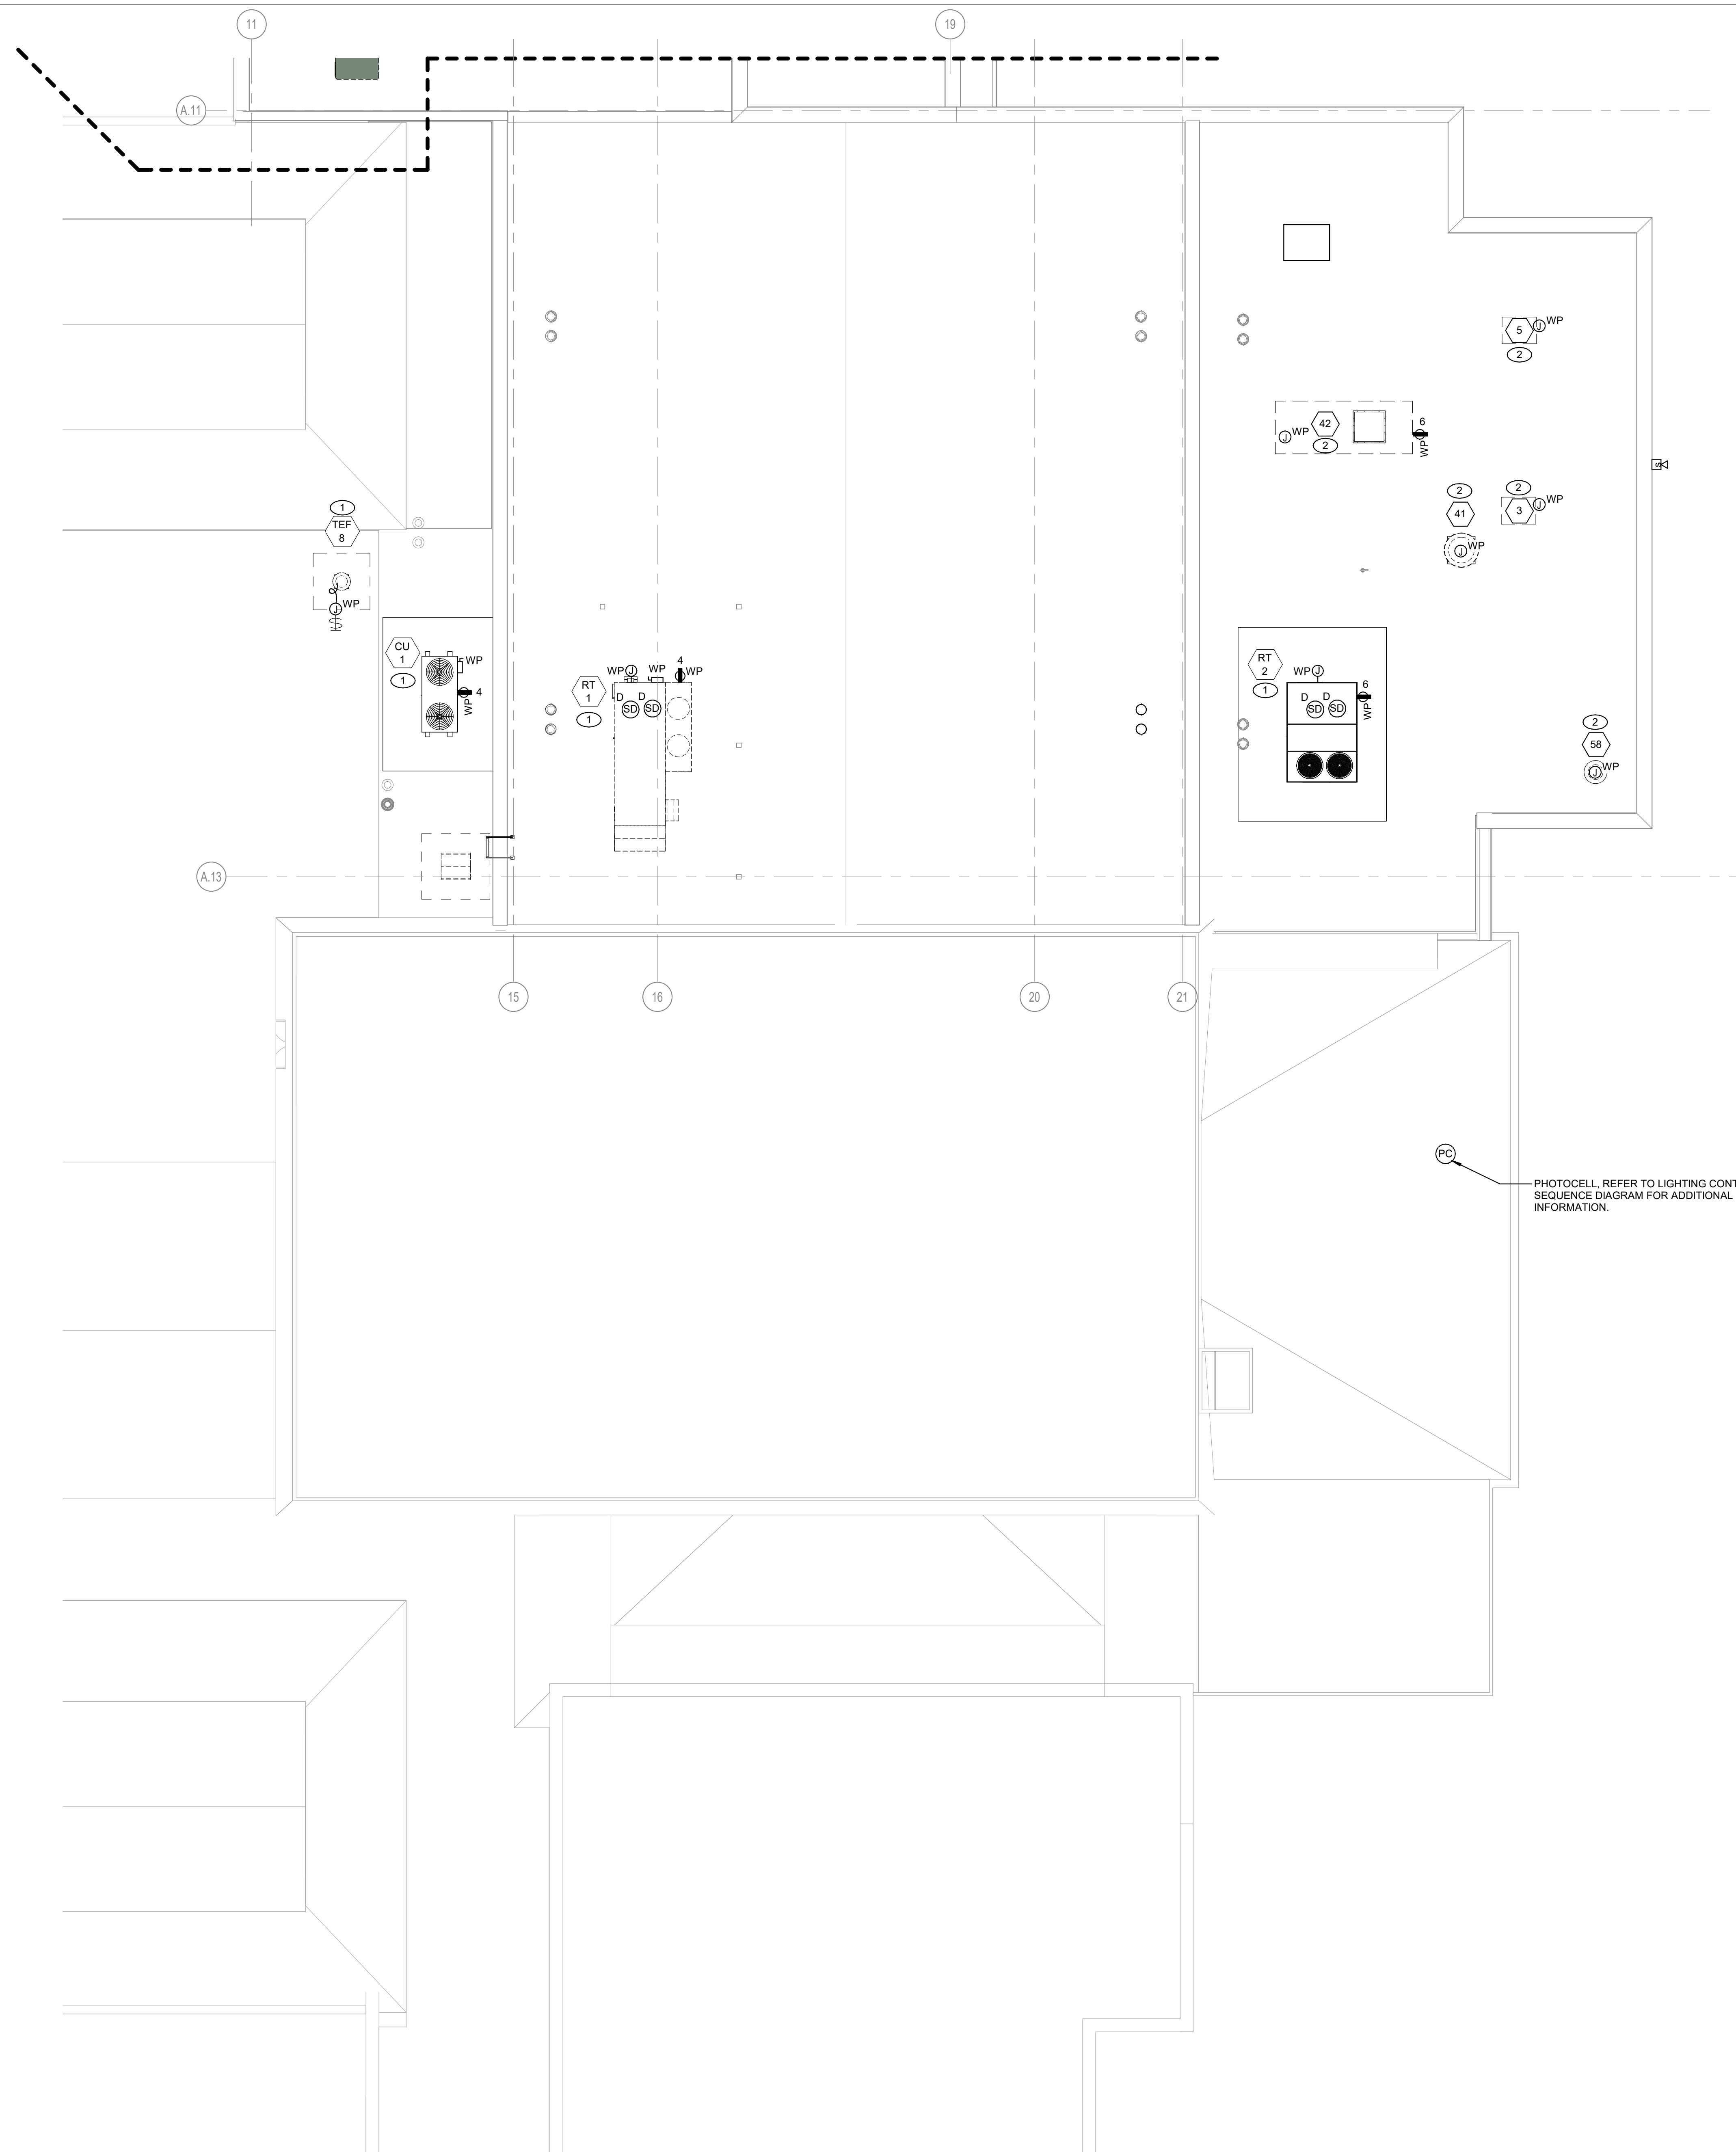 11
19
A.11
5
J
WP
2
42
J
WP
2
6
WP
S
2
41
J
WP
2
3
J
WP
1
TEF
8
J
WP
CU
1
1
WP
4
WP
RT
1
1
WP
J
WP
4
WP
D
D
SD
SD
RT
2
1
WP
J
D
D
SD
SD
6
WP
2
58
J
WP
A.13
15
16
20
21
PC
PHOTOCELL, REFER TO LIGHTING CONT
SEQUENCE DIAGRAM FOR ADDITIONAL
INFORMATION.